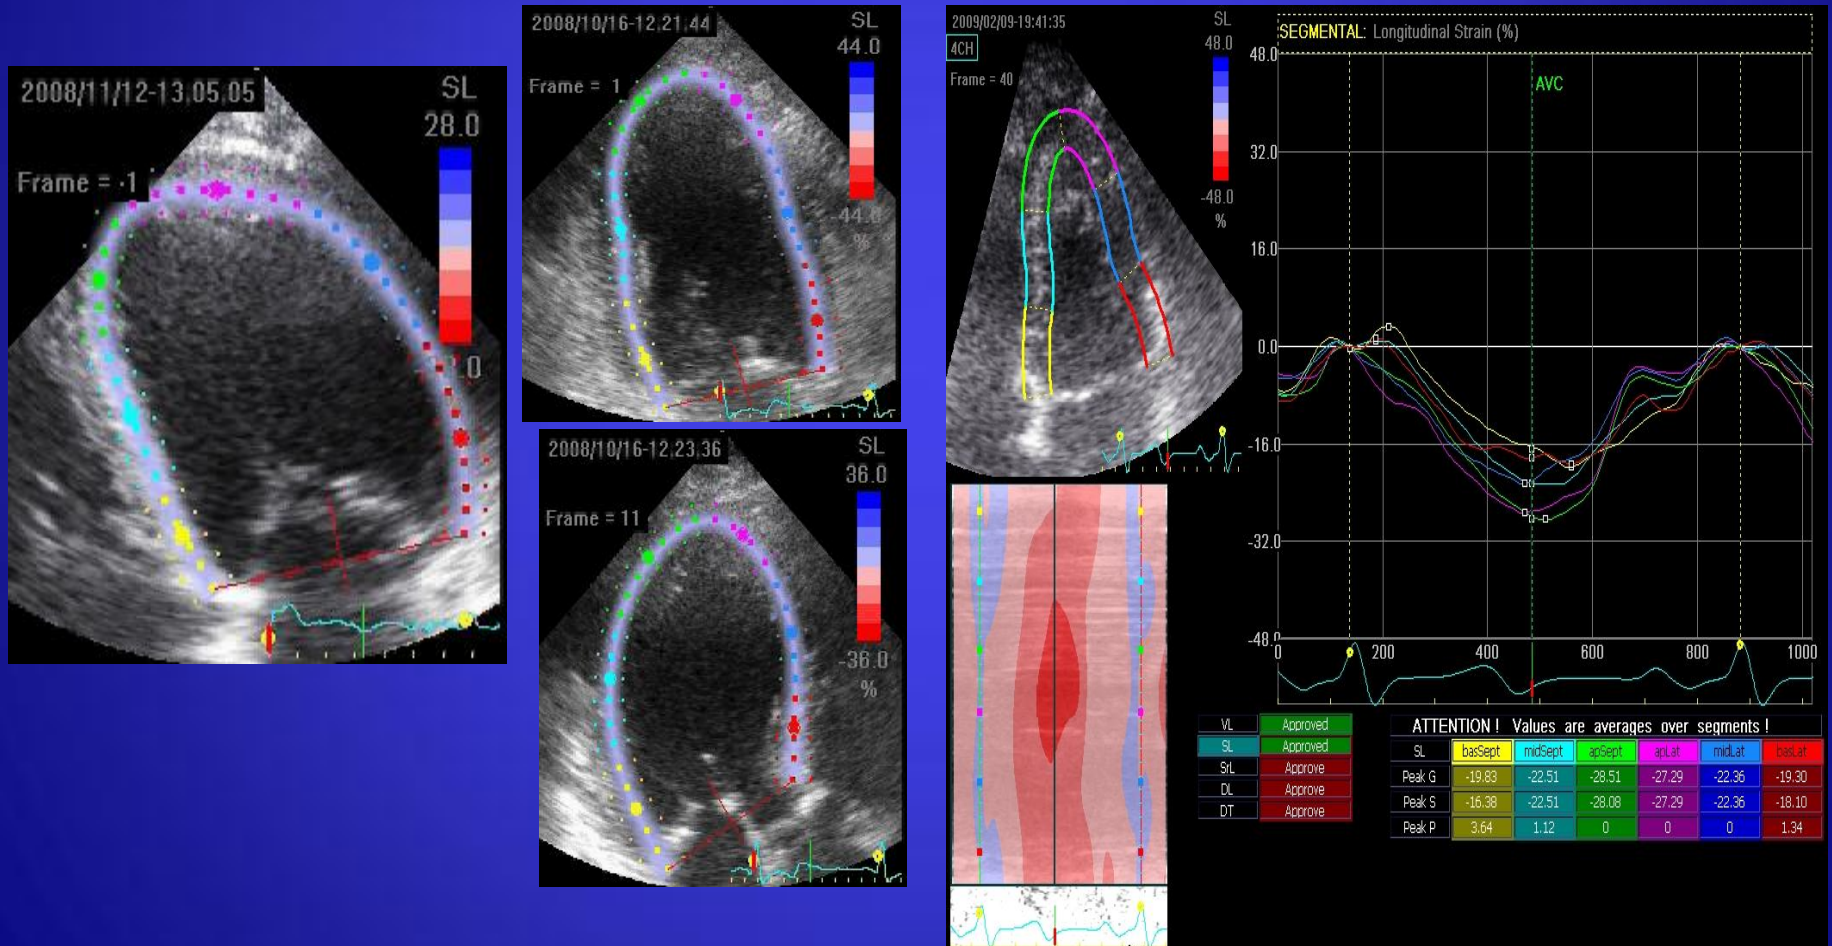 2008/11/12-13,05,05
SL
28.0
Frame = 1
2008/10/16-12,21,44
SL
44.0
Frame = 1
-44.0
%
2008/10/16-12,23,36
SL
36.0
Frame = 11
-36.0
%
2009/02/09-19:41:35
SL
4CH
48.0
Frame = 40
-48.0
%
SEGMENTAL: Longitudinal Strain (%)
48.0
AVC
32.0
16.0
0.0
-16.0
-32.0
-48.0
0 200 400 600 800 1000
VL Approved
SL Approved
SrL Approve
DL Approve
DT Approve
ATTENTION ! Values are averages over segments !
SL basSept midSept apSept apLat midLat basLat
Peak G -19.83 -22.51 -28.51 -27.29 -22.36 -19.30
Peak S -16.38 -22.51 -28.08 -27.29 -22.36 -18.10
Peak P 3.64 1.12 0 0 0 1.34